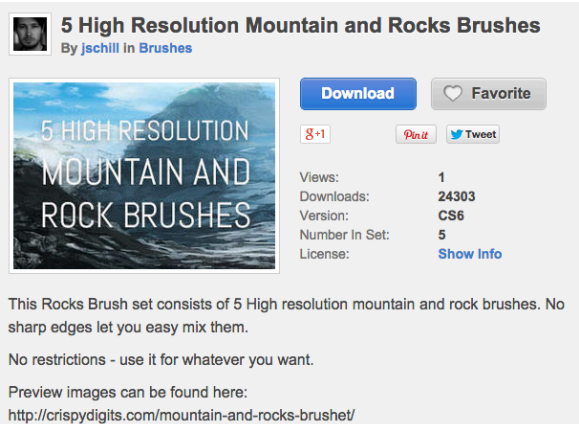 5 High Resolution Mountain and Rocks Brushes
By jschill in Brushes
5 HIGH RESOLUTION
MOUNTAIN AND
ROCK BRUSHES
Download
Favorite
g+1
Pin it
Tweet
Views: 1
Downloads: 24303
Version: CS6
Number In Set: 5
License: Show Info
This Rocks Brush set consists of 5 High resolution mountain and rock brushes. No
sharp edges let you easy mix them.
No restrictions - use it for whatever you want.
Preview images can be found here:
http://crispydigits.com/mountain-and-rocks-brushet/